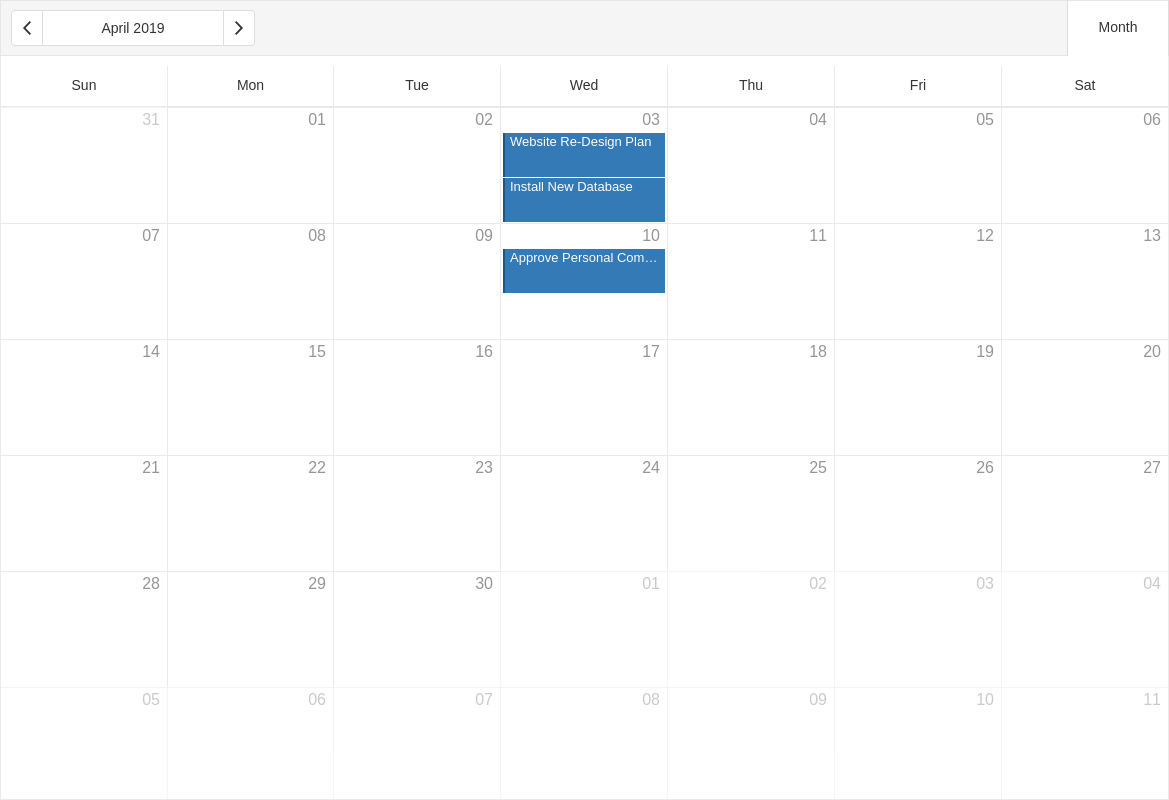 April 2019
Month
Sun Mon Tue Wed Thu Fri Sat
31 01 02 03 04 05 06
Website Re-Design Plan
Install New Database
07 08 09 10 11 12 13
Approve Personal Com…
14 15 16 17 18 19 20
21 22 23 24 25 26 27
28 29 30 01 02 03 04
05 06 07 08 09 10 11